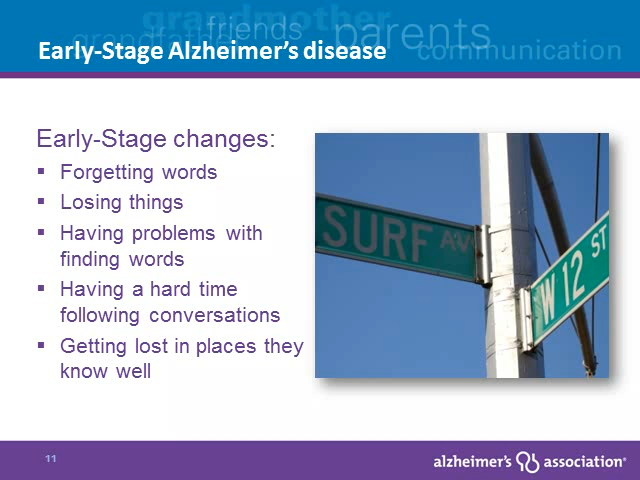 grandmother
friends
grandfather
parents
communication
Early-Stage Alzheimer's disease
Early-Stage changes:
▪ Forgetting words
▪ Losing things
▪ Having problems with
finding words
▪ Having a hard time
following conversations
▪ Getting lost in places they
know well
SURF AV
W 12 ST
11
alzheimer's association®